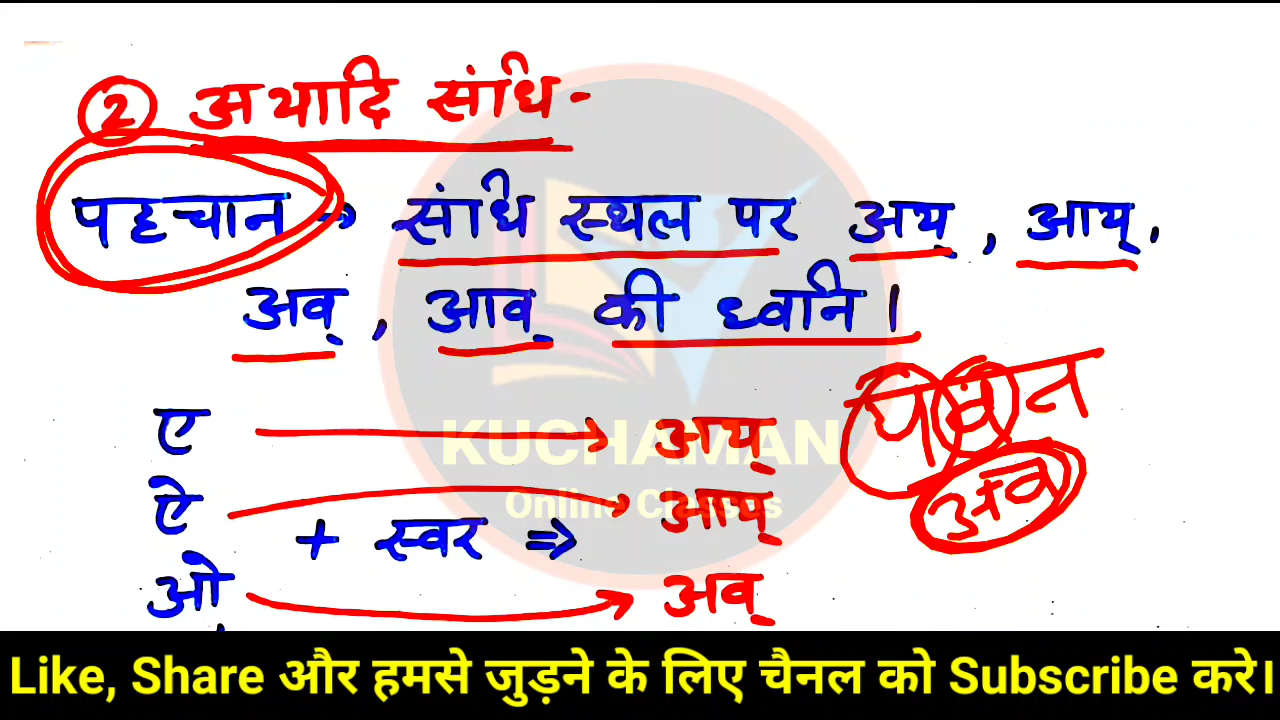 ② अयादि संधि-
पहचान → संधि स्थल पर अय्, आय्,
अव्, आव् की ध्वनि।
पवन
अव
ए → अय्
ऐ → आय्
+ स्वर ⇒
ओ → अव्
KUCHAMAN
Online Classes
Like, Share और हमसे जुड़ने के लिए चैनल को Subscribe करे।